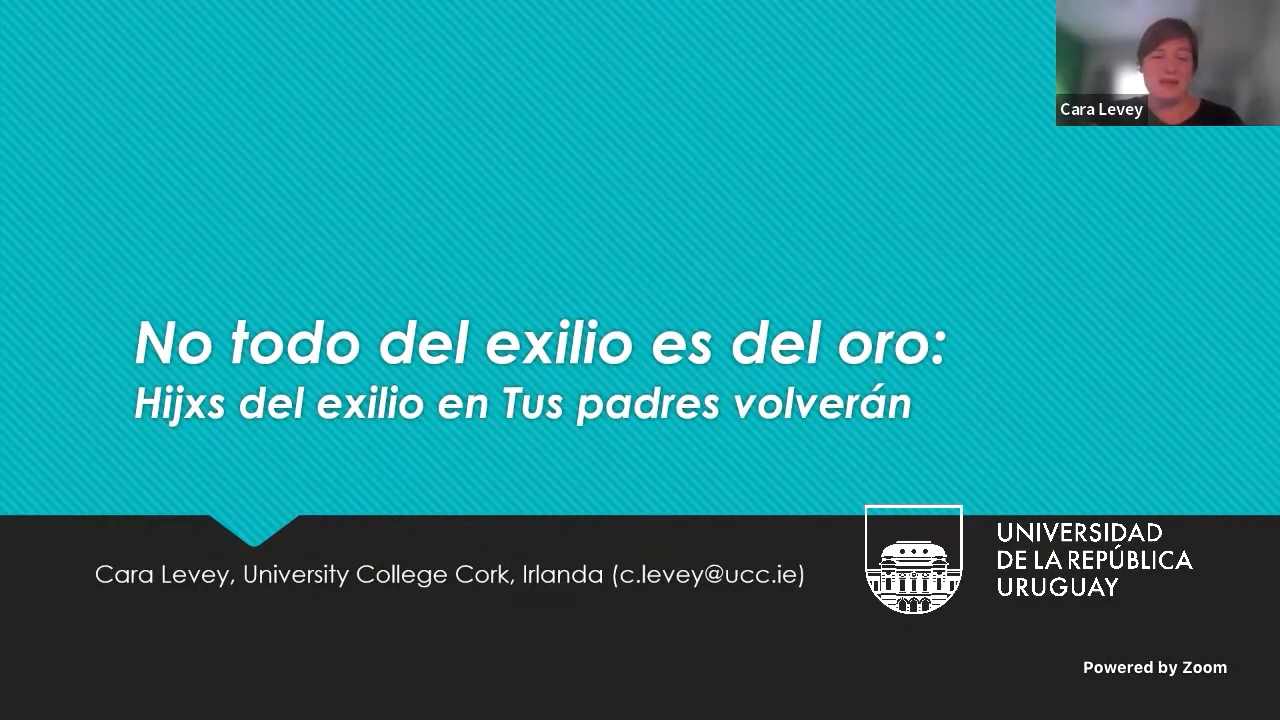 Cara Levey
No todo del exilio es del oro:
Hijxs del exilio en Tus padres volverán
Cara Levey, University College Cork, Irlanda (c.levey@ucc.ie)
UNIVERSIDAD
DE LA REPÚBLICA
URUGUAY
Powered by Zoom